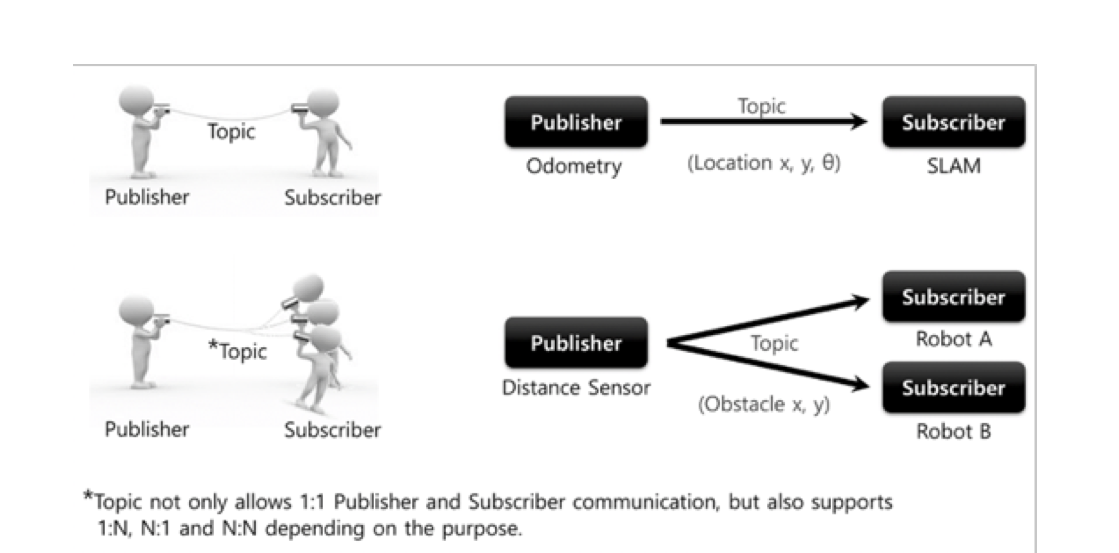 Topic
Publisher
Subscriber
Publisher
Odometry
Topic
(Location x, y, θ)
Subscriber
SLAM
*Topic
Publisher
Subscriber
Publisher
Distance Sensor
Topic
(Obstacle x, y)
Subscriber
Robot A
Subscriber
Robot B
*Topic not only allows 1:1 Publisher and Subscriber communication, but also supports
1:N, N:1 and N:N depending on the purpose.